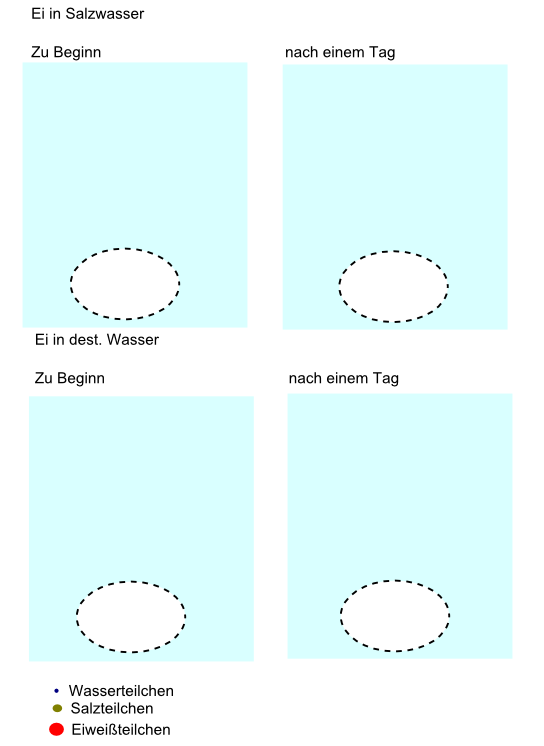 Ei in Salzwasser
Zu Beginn
nach einem Tag
Ei in dest. Wasser
Zu Beginn
nach einem Tag
Wasserteilchen
Salzteilchen
Eiweißteilchen